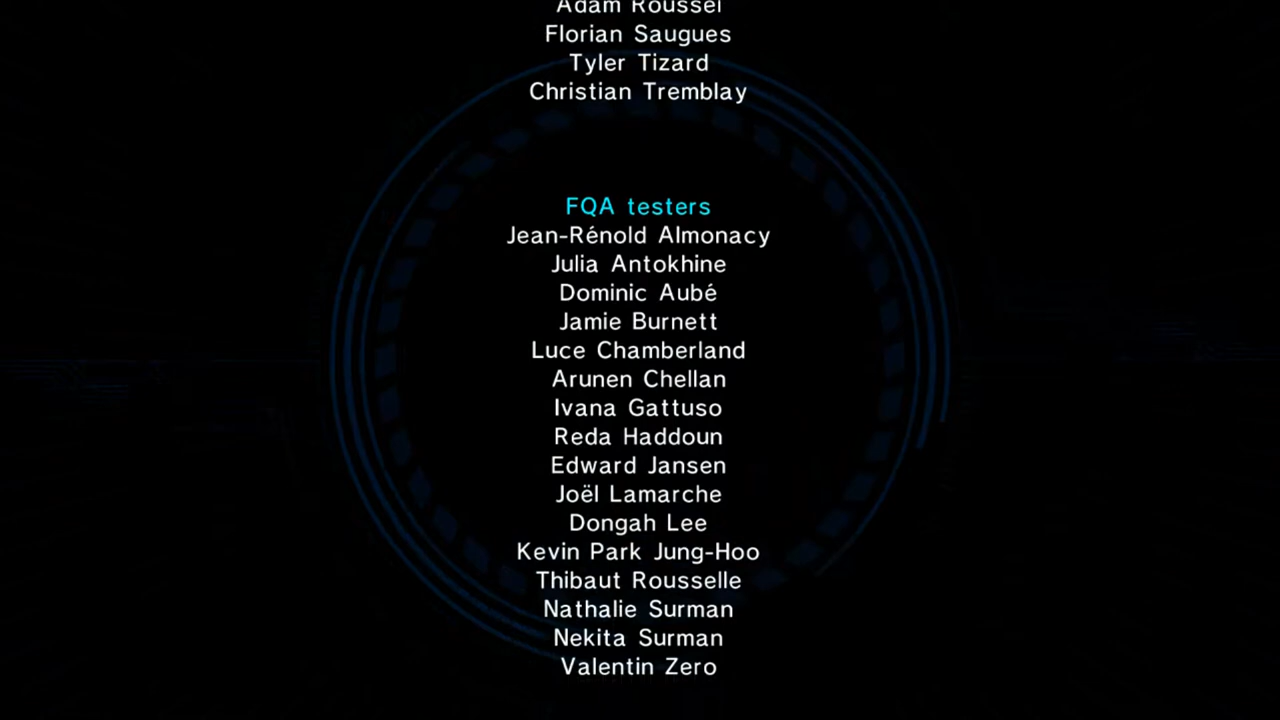 Adam Roussel
Florian Saugues
Tyler Tizard
Christian Tremblay
FQA testers
Jean-Rénold Almonacy
Julia Antokhine
Dominic Aubé
Jamie Burnett
Luce Chamberland
Arunen Chellan
Ivana Gattuso
Reda Haddoun
Edward Jansen
Joël Lamarche
Dongah Lee
Kevin Park Jung-Hoo
Thibaut Rousselle
Nathalie Surman
Nekita Surman
Valentin Zero